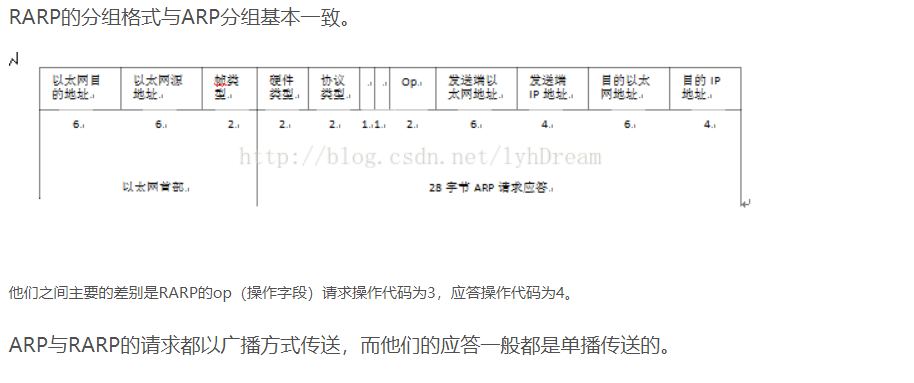 RARP的分组格式与ARP分组基本一致。
以太网目 以太网源 帧类 硬件 协议 Op 发送端以 发送端 目的以太 目的 IP
的地址 地址 型 类型 类型 太网地址 IP 地址 网地址 地址
6 6 2 2 2 1 1 2 6 4 6 4
http://blog.csdn.net/lyhDream
以太网首部 28 字节 ARP 请求应答
他们之间主要的差别是RARP的op（操作字段）请求操作代码为3，应答操作代码为4。
ARP与RARP的请求都以广播方式传送，而他们的应答一般都是单播传送的。